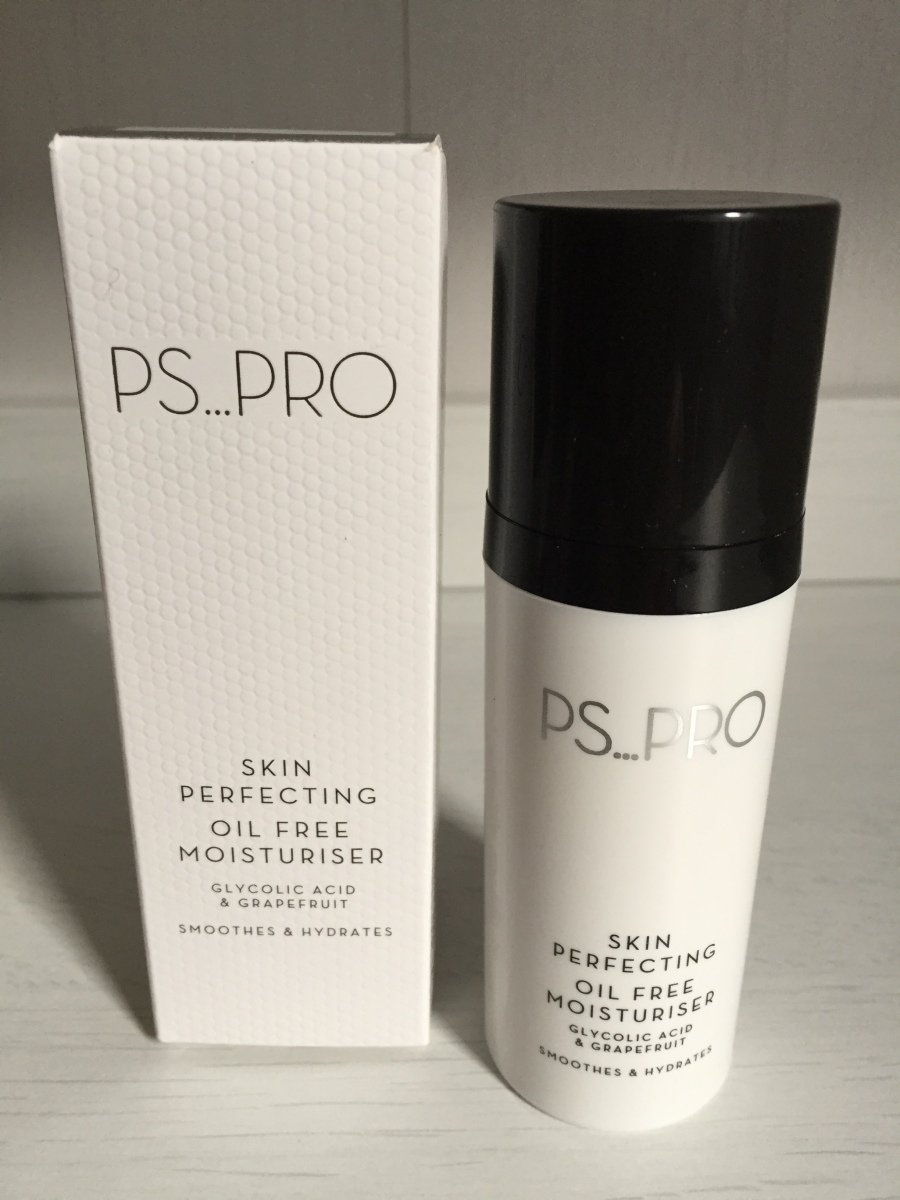 PS...PRO
SKIN
PERFECTING
OIL FREE
MOISTURISER
GLYCOLIC ACID
& GRAPEFRUIT
SMOOTHES & HYDRATES
PS...PRO
SKIN
PERFECTING
OIL FREE
MOISTURISER
GLYCOLIC ACID
& GRAPEFRUIT
SMOOTHES & HYDRATES